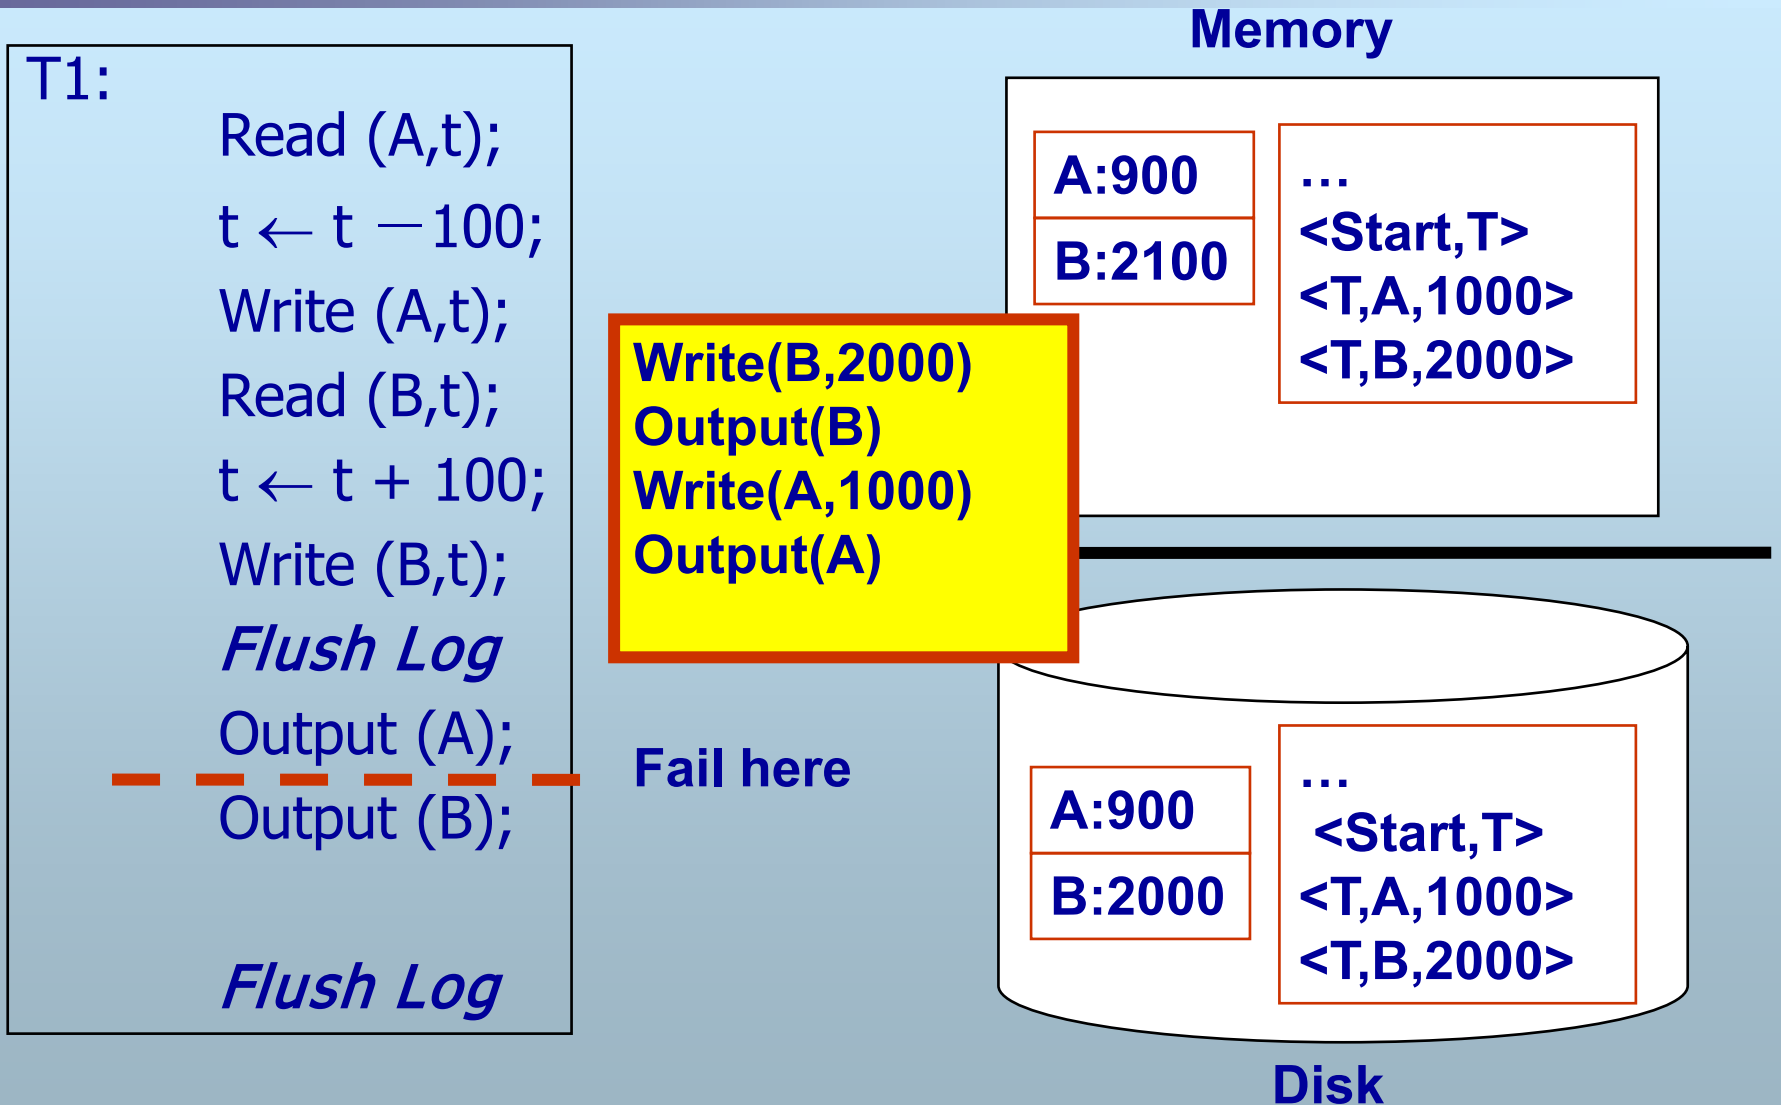 T1:
Read (A,t);
t ← t －100;
Write (A,t);
Read (B,t);
t ← t + 100;
Write (B,t);
Flush Log
Output (A);
Output (B);
Flush Log
Write(B,2000)
Output(B)
Write(A,1000)
Output(A)
Fail here
Memory
A:900
B:2100
…
<Start,T>
<T,A,1000>
<T,B,2000>
A:900
B:2000
…
<Start,T>
<T,A,1000>
<T,B,2000>
Disk